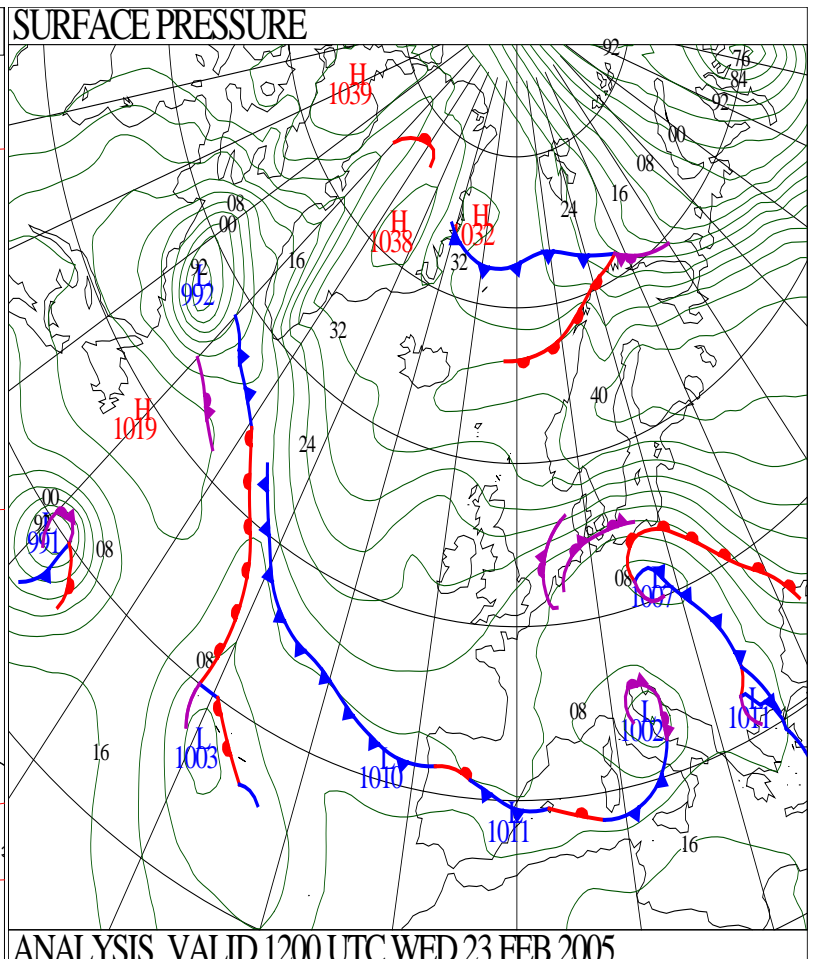 SURFACE PRESSURE
92
76
84
92
H
1039
00
08
16
24
08
00
H
1038
H
1032
32
16
92
L
992
32
40
H
1019
24
00
92
L
991
08
08
L
1007
08
08
L
1002
L
1011
16
L
1003
L
1010
L
1011
16
ANALYSIS VALID 1200 UTC WED 23 FEB 2005